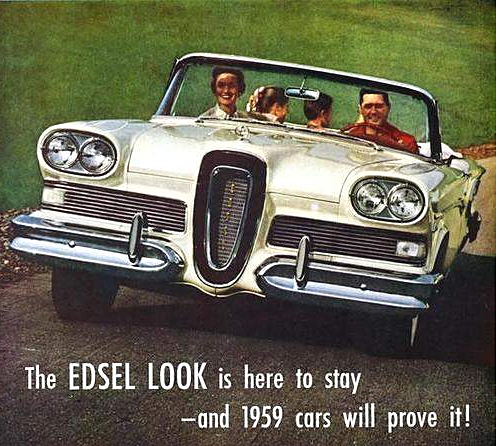 The EDSEL LOOK is here to stay
–and 1959 cars will prove it!